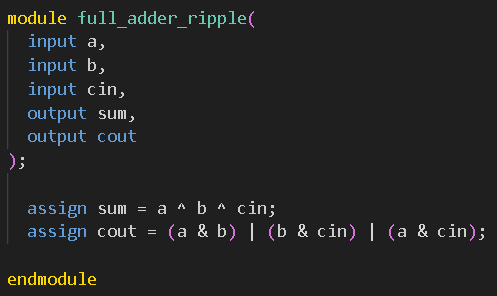 module full_adder_ripple(
input a,
input b,
input cin,
output sum,
output cout
);
assign sum = a ^ b ^ cin;
assign cout = (a & b) | (b & cin) | (a & cin);
endmodule